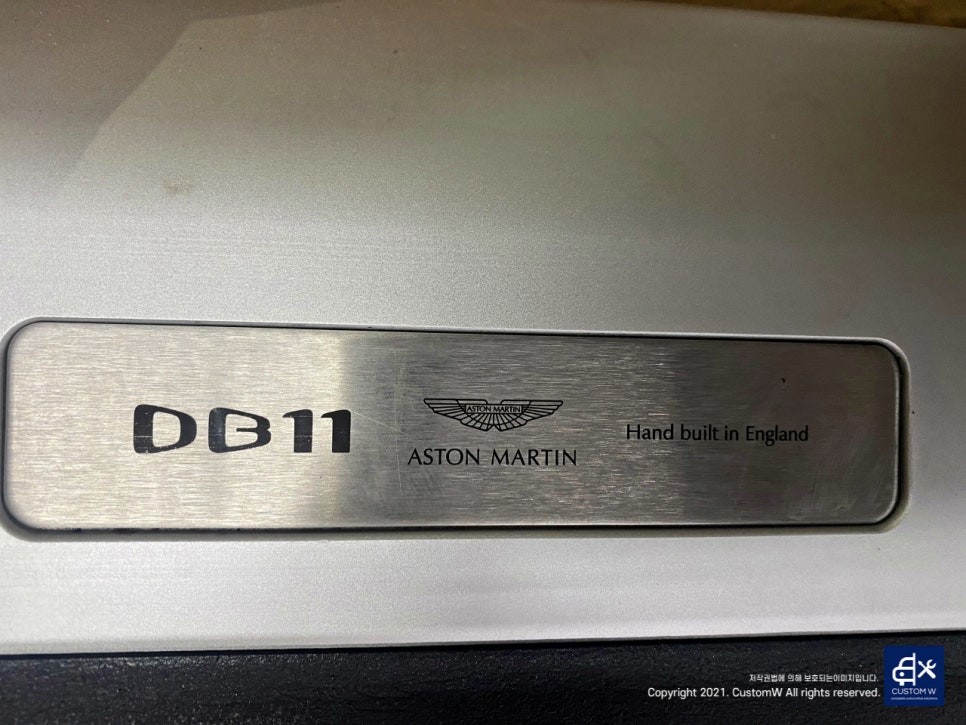 DB11
ASTON MARTIN
ASTON MARTIN
Hand built in England
저작권법에 의해 보호되는이미지입니다.
Copyright 2021. CustomW All rights reserved.
CUSTOM W